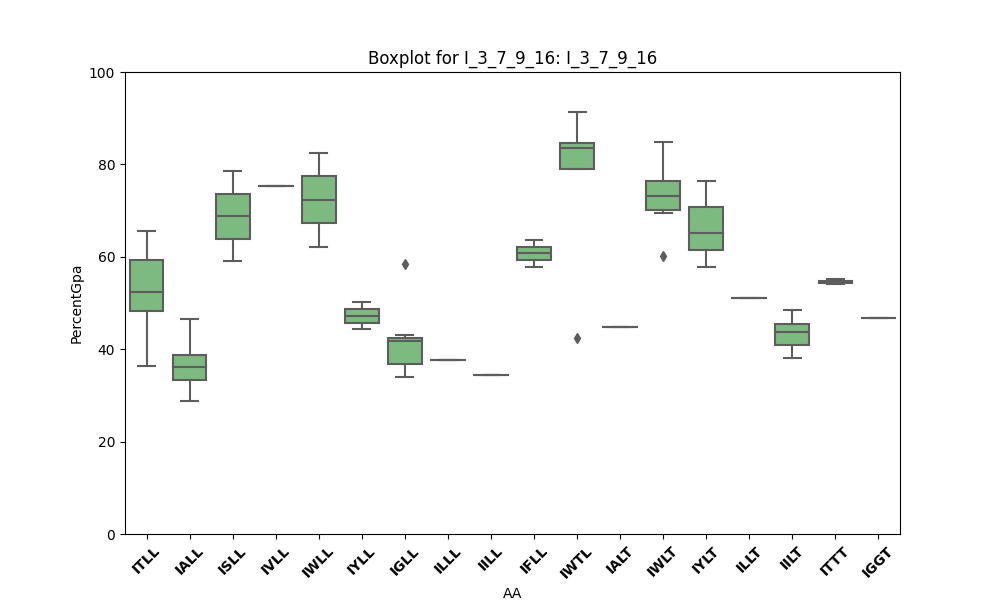 Boxplot for I_3_7_9_16: I_3_7_9_16
PercentGpa
100
80
60
40
20
0
ITLL IALL ISLL IVLL IWLL IYLL IGLL ILLL IILL IFLL IWTL IALT IWLT IYLT ILLT IILT ITTT IGGT
AA